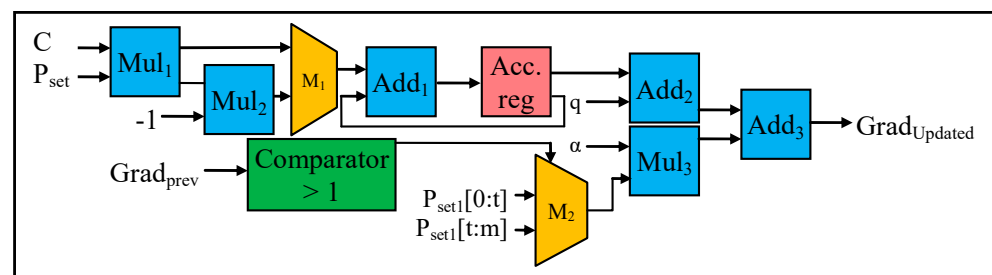 C
P_set
Mul_1
-1
Mul_2
M_1
Add_1
Acc.
reg
q
Add_2
Add_3
Grad_Updated
Grad_prev
Comparator
> 1
α
Mul_3
P_set1[0:t]
P_set1[t:m]
M_2